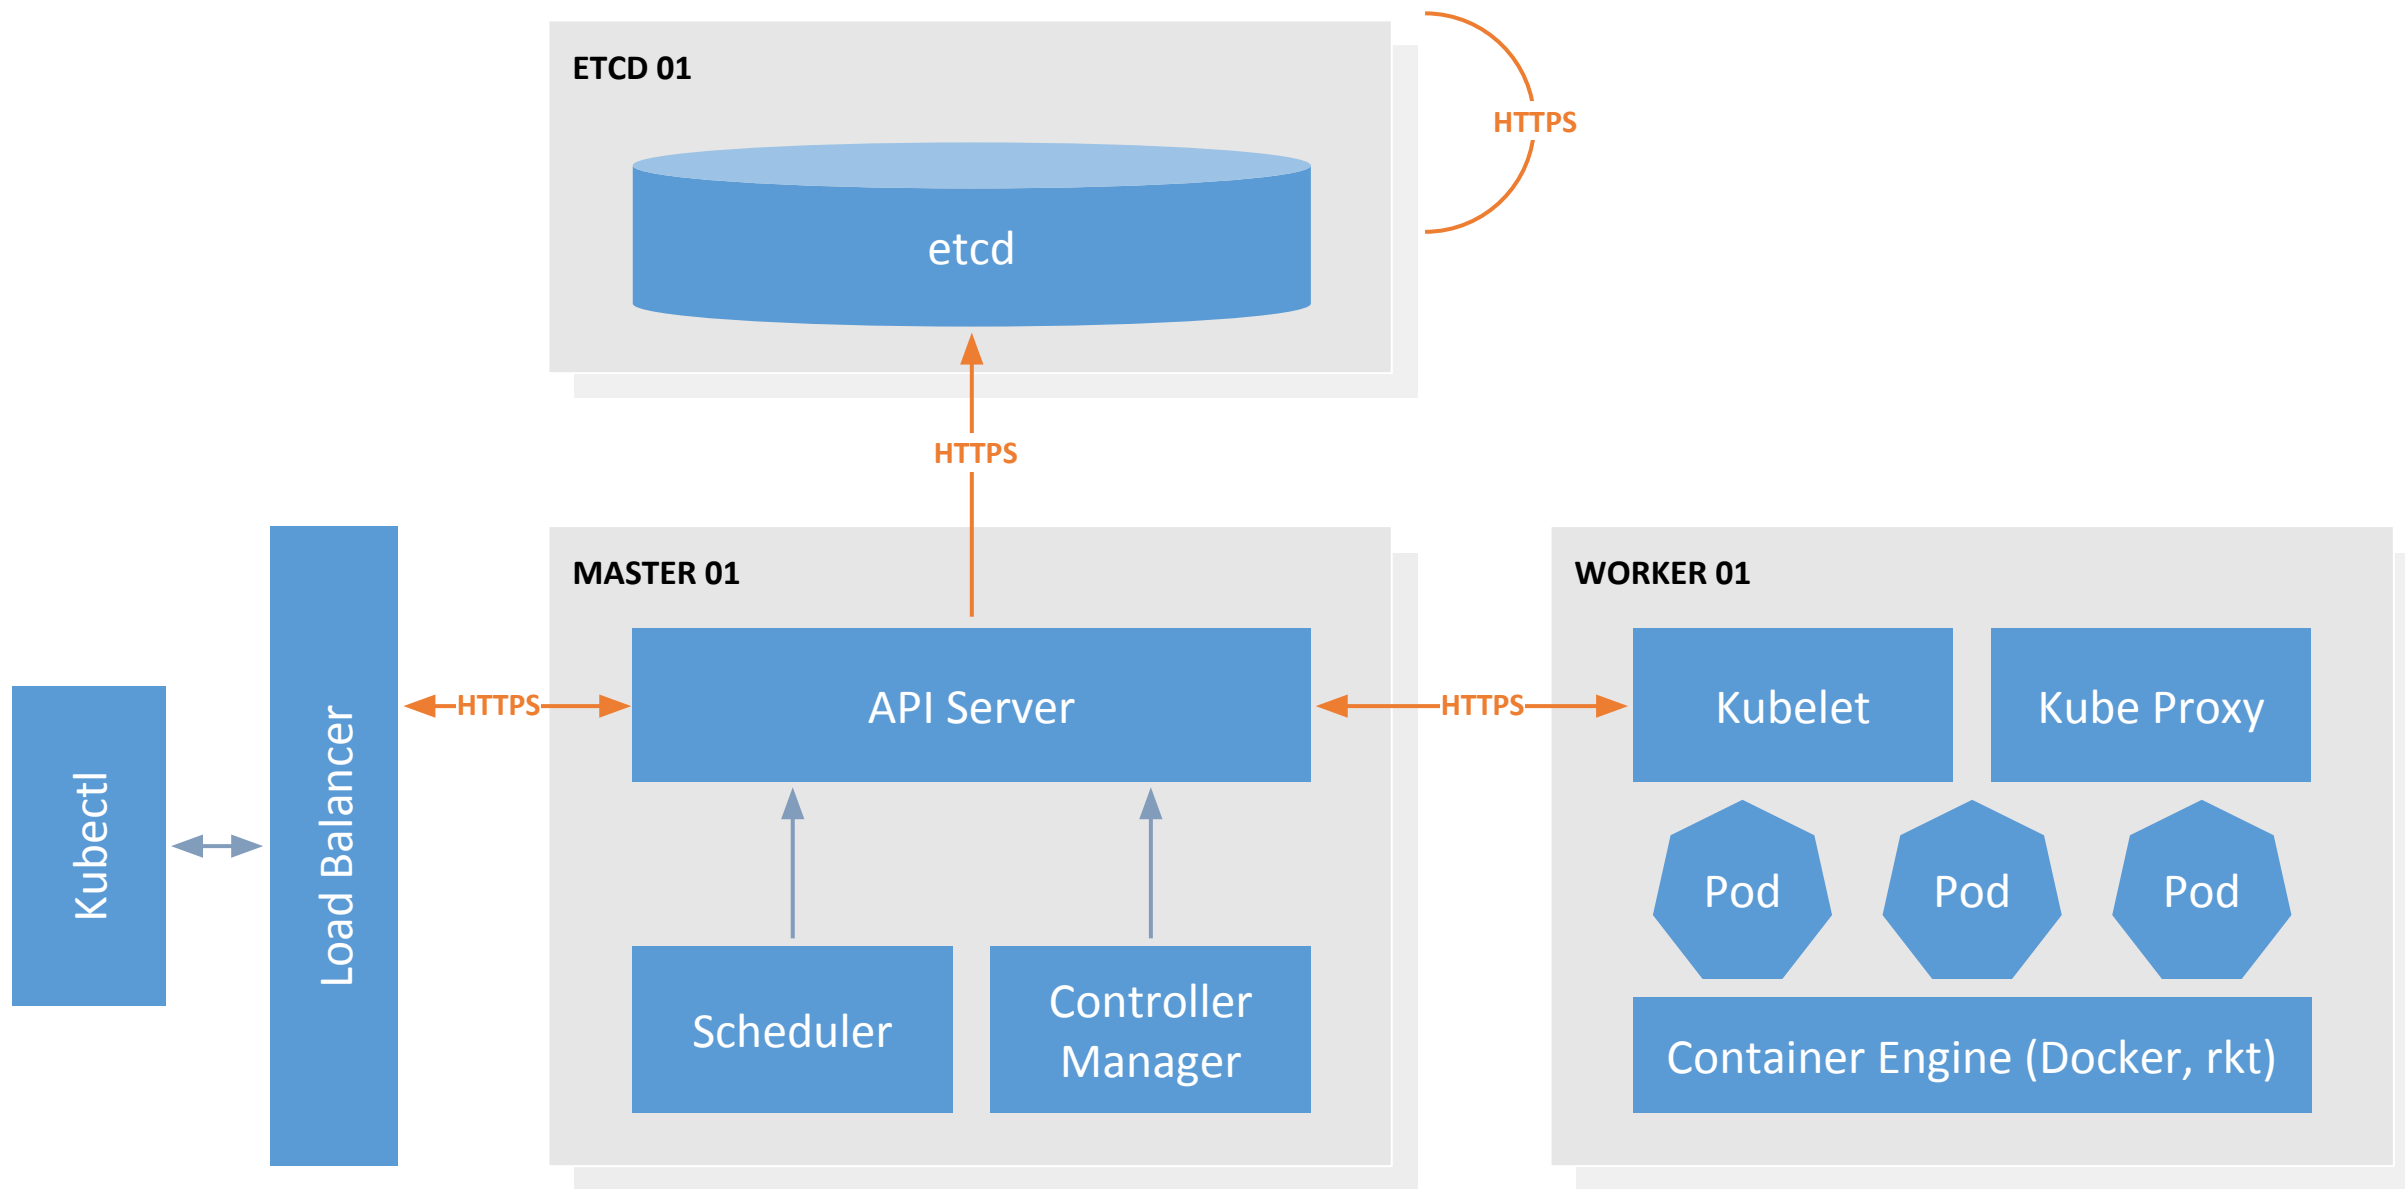 ETCD 01
HTTPS
etcd
HTTPS
MASTER 01
WORKER 01
Kubectl
Load Balancer
HTTPS
API Server
HTTPS
Kubelet
Kube Proxy
Pod
Pod
Pod
Scheduler
Controller
Manager
Container Engine (Docker, rkt)